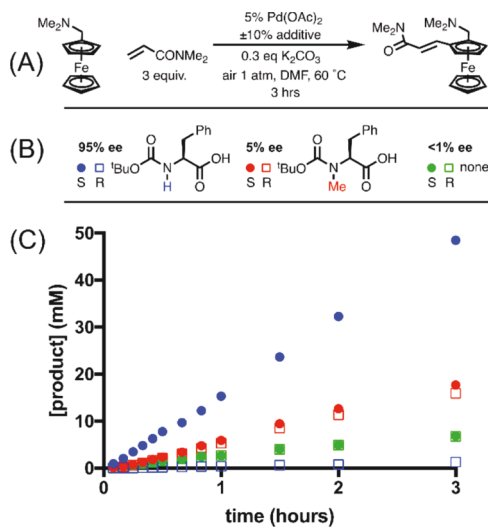 (A)
NMe₂
Fe
CONMe₂
3 equiv.
5% Pd(OAc)₂
±10% additive
0.3 eq K₂CO₃
air 1 atm, DMF, 60 ˚C
3 hrs
Me₂N
O
NMe₂
Fe
(B)
95% ee
S R
Ph
O
ᵗBuO
N
H
OH
O
5% ee
S R
Ph
O
ᵗBuO
N
Me
OH
O
<1% ee
none
S R
(C)
[product] (mM)
50
40
30
20
10
0
0 1 2 3
time (hours)